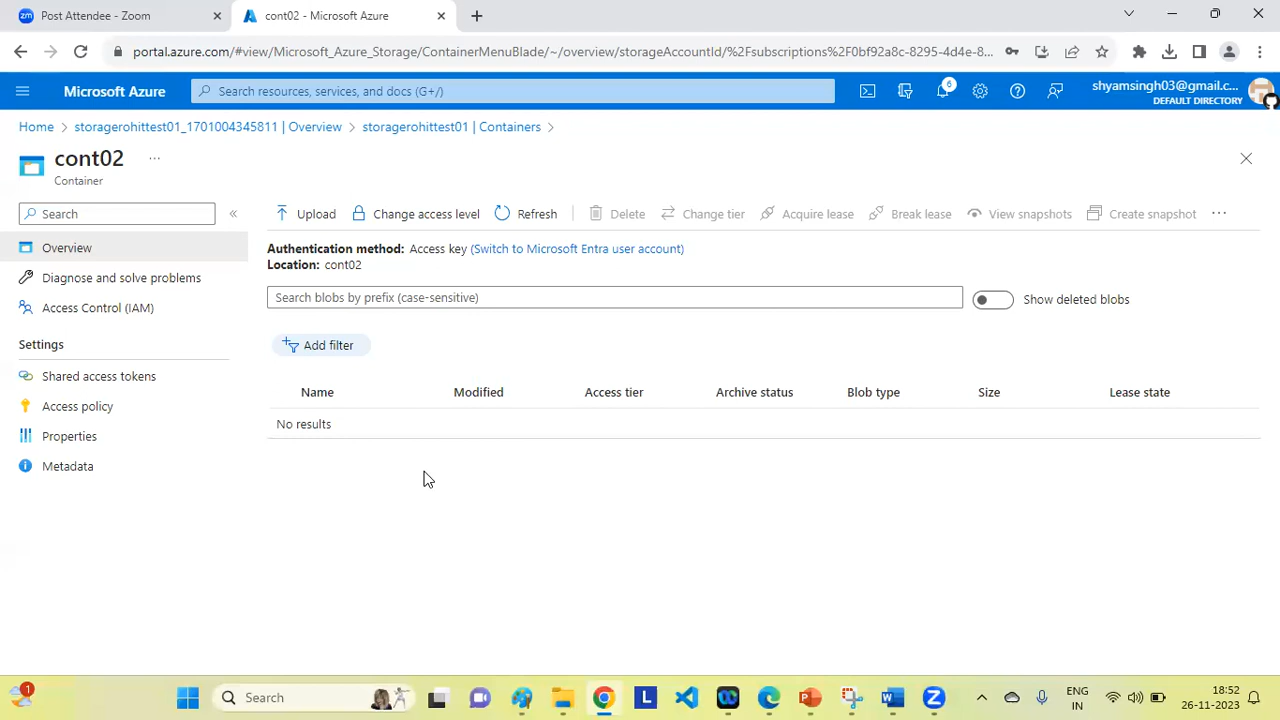 Post Attendee - Zoom
cont02 - Microsoft Azure
portal.azure.com/#view/Microsoft_Azure_Storage/ContainerMenuBlade/~/overview/storageAccountId/%2Fsubscriptions%2F0bf92a8c-8295-4d4e-8...
Microsoft Azure
Search resources, services, and docs (G+/)
6
shyamsingh03@gmail.c...
DEFAULT DIRECTORY
Home > storagerohittest01_1701004345811 | Overview > storagerohittest01 | Containers >
cont02 ...
Container
Search
«
Upload
Change access level
Refresh
Delete
Change tier
Acquire lease
Break lease
View snapshots
Create snapshot
...
Overview
Diagnose and solve problems
Access Control (IAM)
Settings
Shared access tokens
Access policy
Properties
Metadata
Authentication method: Access key (Switch to Microsoft Entra user account)
Location: cont02
Search blobs by prefix (case-sensitive)
Show deleted blobs
Add filter
Name Modified Access tier Archive status Blob type Size Lease state
No results
1
Search
L
ENG
IN
18:52
26-11-2023